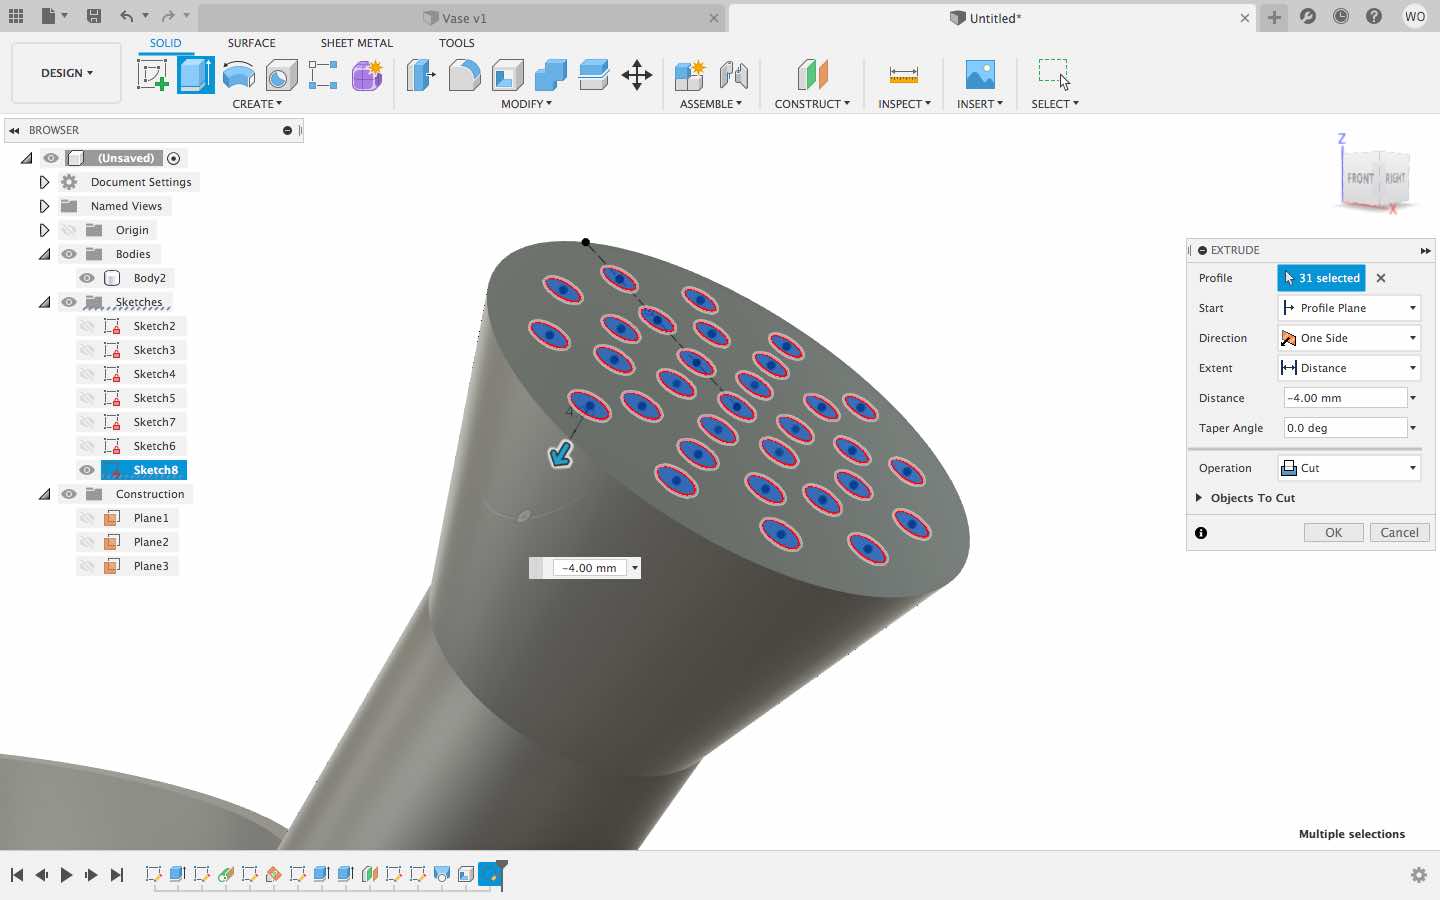 Vase v1
Untitled*
WO
DESIGN
SOLID
SURFACE
SHEET METAL
TOOLS
CREATE
MODIFY
ASSEMBLE
CONSTRUCT
INSPECT
INSERT
SELECT
BROWSER
(Unsaved)
Document Settings
Named Views
Origin
Bodies
Body2
Sketches
Sketch2
Sketch3
Sketch4
Sketch5
Sketch7
Sketch6
Sketch8
Construction
Plane1
Plane2
Plane3
4
-4.00 mm
Z
FRONT
RIGHT
X
EXTRUDE
Profile
31 selected
Start
Profile Plane
Direction
One Side
Extent
Distance
Distance
-4.00 mm
Taper Angle
0.0 deg
Operation
Cut
Objects To Cut
OK
Cancel
Multiple selections